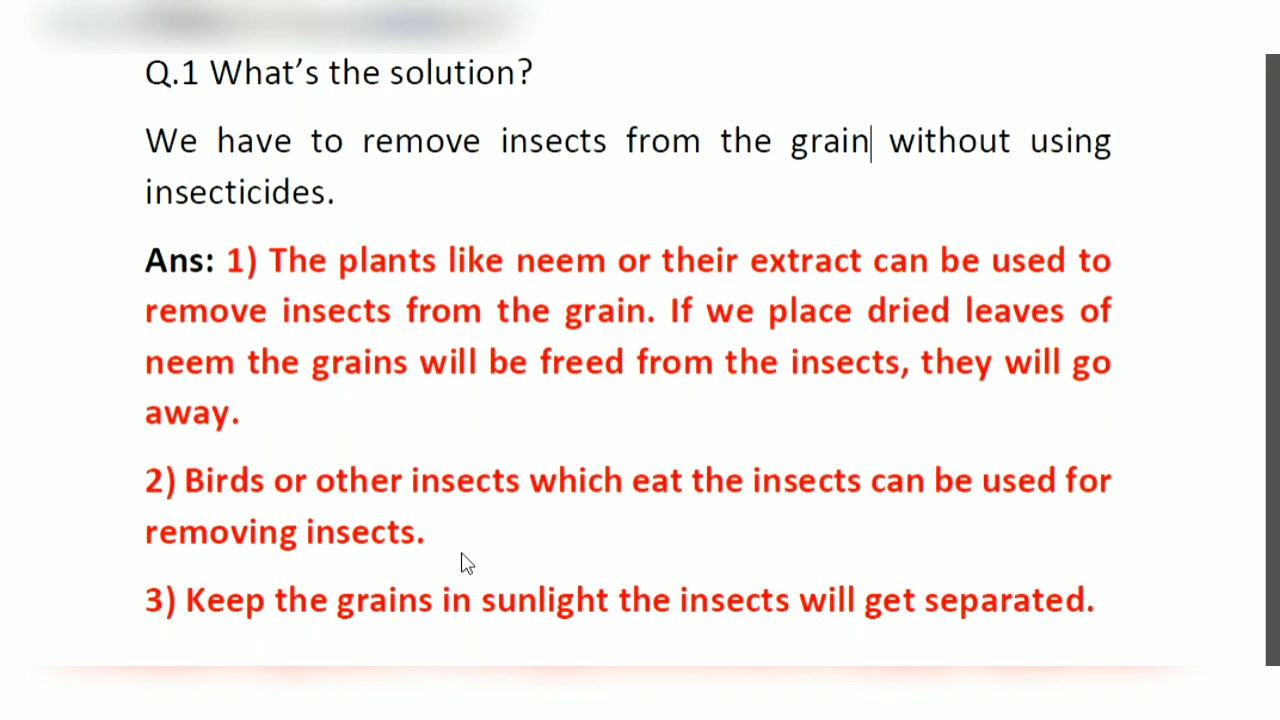 Q.1 What’s the solution?
We have to remove insects from the grain without using
insecticides.
Ans: 1) The plants like neem or their extract can be used to
remove insects from the grain. If we place dried leaves of
neem the grains will be freed from the insects, they will go
away.
2) Birds or other insects which eat the insects can be used for
removing insects.
3) Keep the grains in sunlight the insects will get separated.